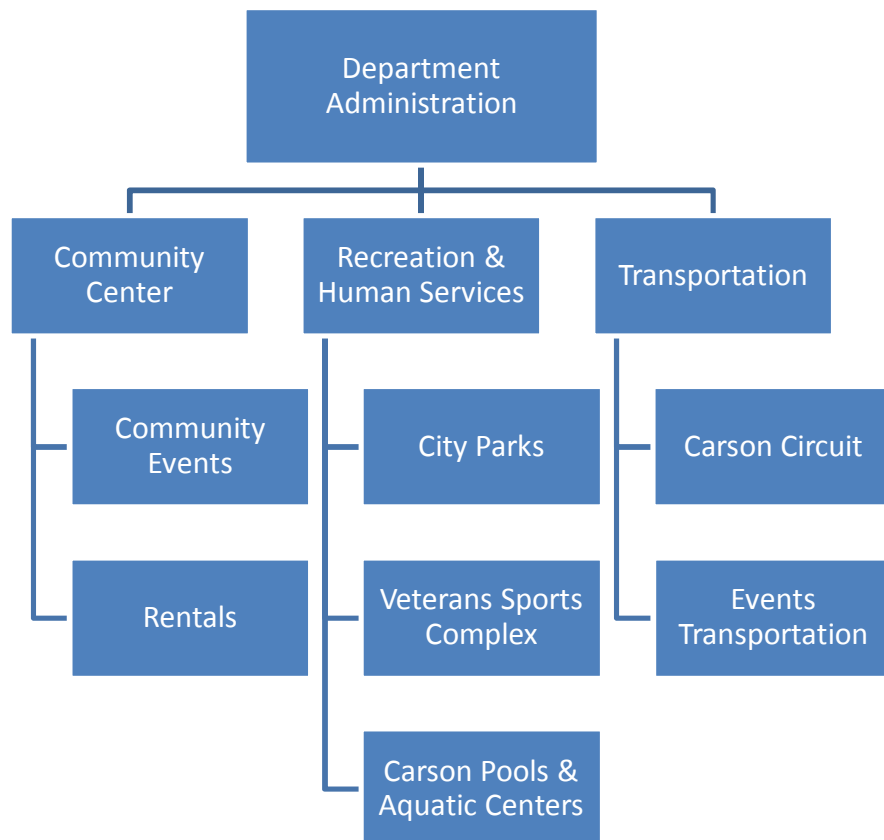 Department
Administration
Community
Center
Recreation &
Human Services
Transportation
Community
Events
City Parks
Carson Circuit
Rentals
Veterans Sports
Complex
Events
Transportation
Carson Pools &
Aquatic Centers